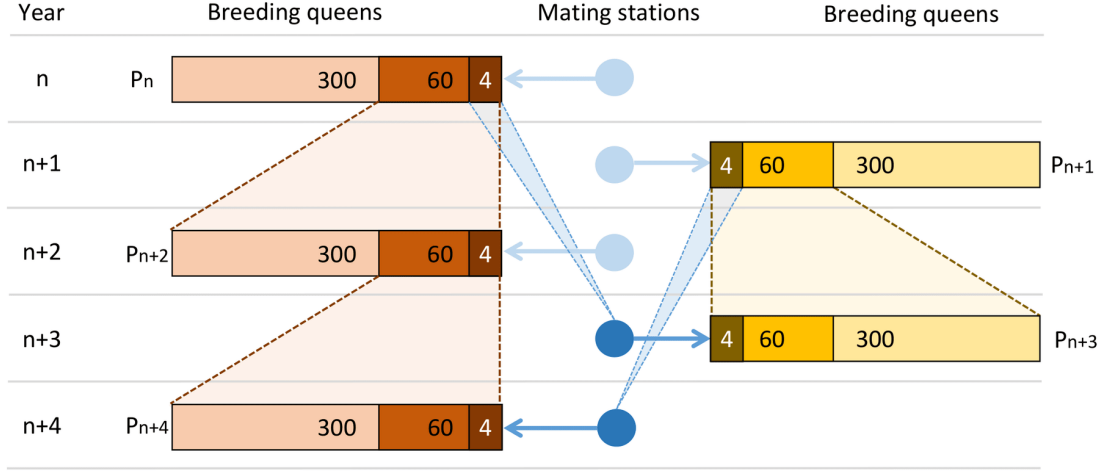 Year Breeding queens Mating stations Breeding queens
n Pn 300 60 4
n+1 4 60 300 Pn+1
n+2 Pn+2 300 60 4
n+3 4 60 300 Pn+3
n+4 Pn+4 300 60 4